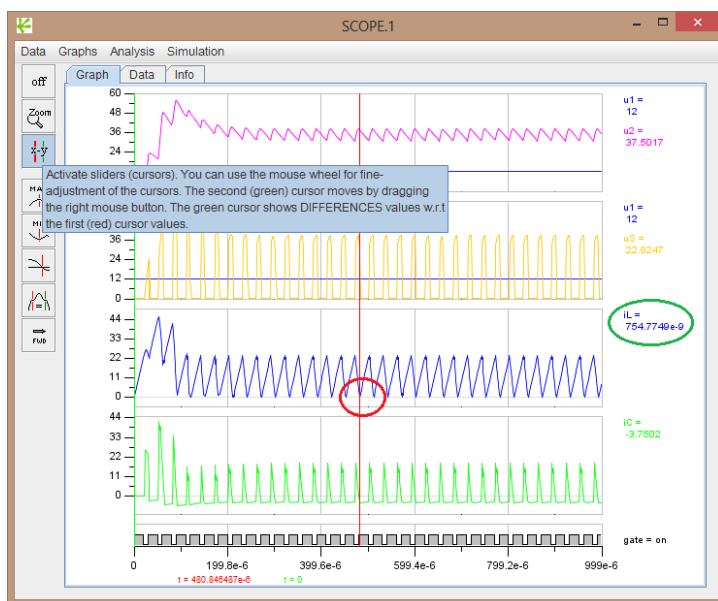 SCOPE.1
Data Graphs Analysis Simulation
off
Graph Data Info
Zoom
x-y
60
48
36
24
u1 =
12
u2 =
37.5017
Activate sliders (cursors). You can use the mouse wheel for fine-
adjustment of the cursors. The second (green) cursor moves by dragging
the right mouse button. The green cursor shows DIFFERENCES values w.r.t
the first (red) cursor values.
MA
MI
36
24
12
0
u1 =
12
uS =
22.8247
44
33
22
11
0
iL =
754.7749e-9
FWD
44
33
22
11
0
iC =
-3.7502
gate = on
0 199.8e-6 399.6e-6 599.4e-6 799.2e-6 999e-6
t = 480.846487e-6 t = 0